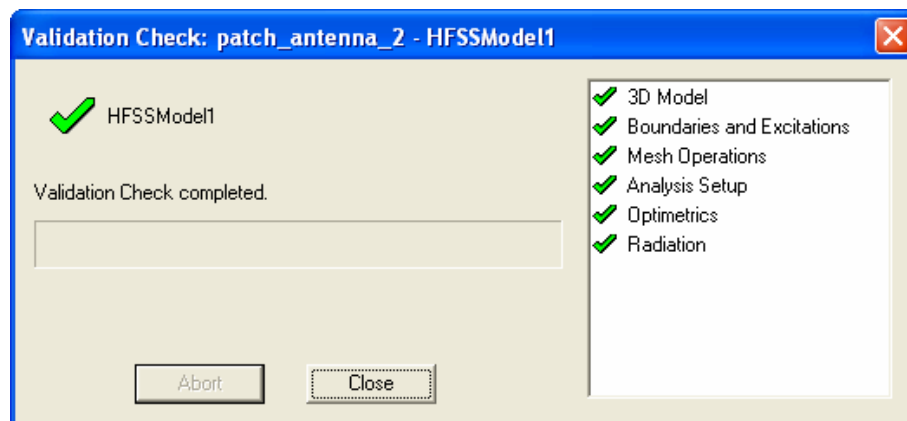 Validation Check: patch_antenna_2 - HFSSModel1
HFSSModel1
Validation Check completed.
Abort
Close
3D Model
Boundaries and Excitations
Mesh Operations
Analysis Setup
Optimetrics
Radiation